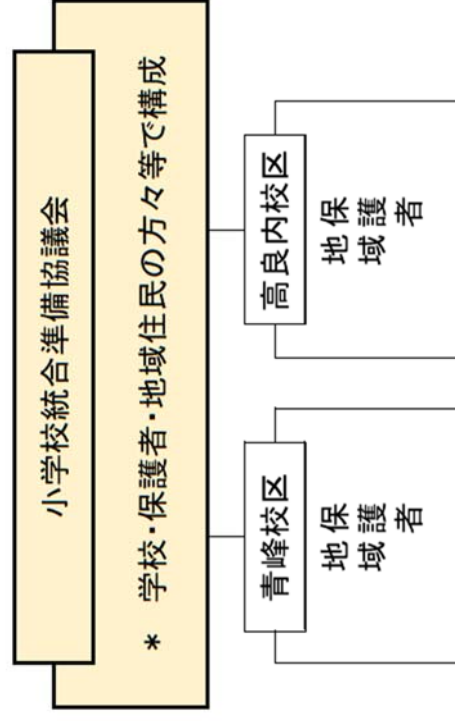 小学校統合準備協議会
* 学校・保護者・地域住民の方々等で構成
青峰校区
保護者
地域
高良内校区
保護者
地域